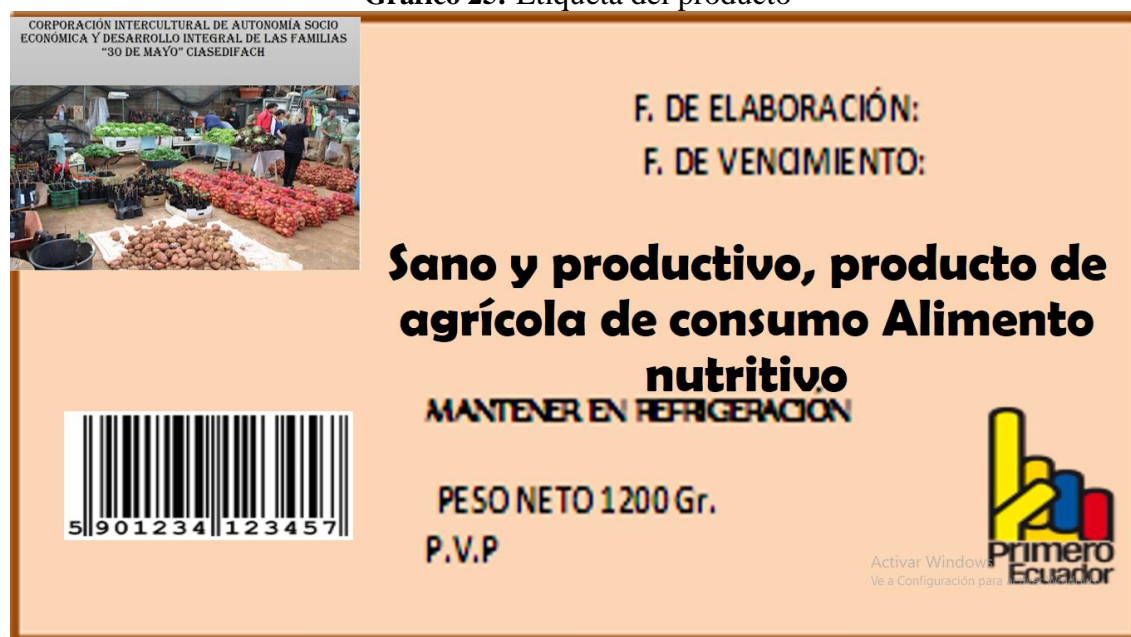 Gráfico 23: Etiqueta del producto
CORPORACIÓN INTERCULTURAL DE AUTONOMÍA SOCIO
ECONÓMICA Y DESARROLLO INTEGRAL DE LAS FAMILIAS
“30 DE MAYO” CIASEDIFACH
F. DE ELABORACIÓN:
F. DE VENCIMIENTO:
Sano y productivo, producto de
agrícola de consumo Alimento
nutritivo
MANTENER EN REFRIGERACIÓN
5 901234 123457
PESO NETO 1200 Gr.
P.V.P
Primero
Ecuador
Activar Windows
Ve a Configuración para